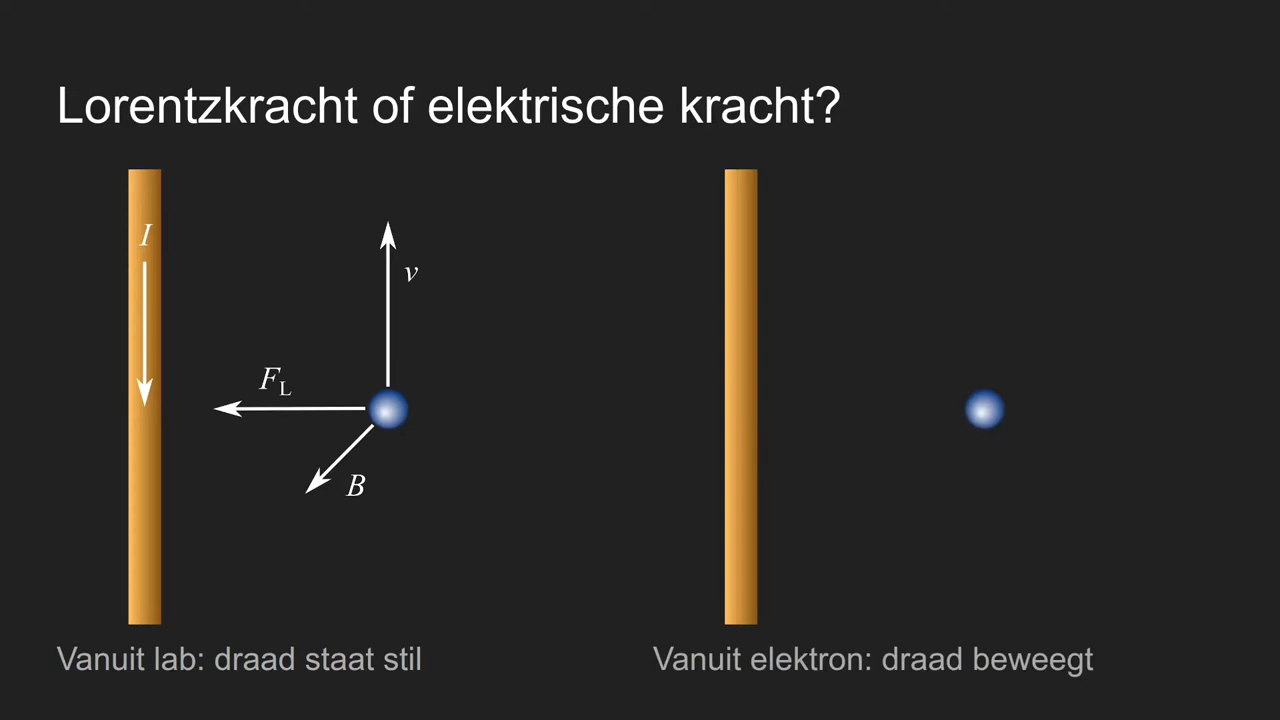 Lorentzkracht of elektrische kracht?
I
v
F_L
B
Vanuit lab: draad staat stil
Vanuit elektron: draad beweegt